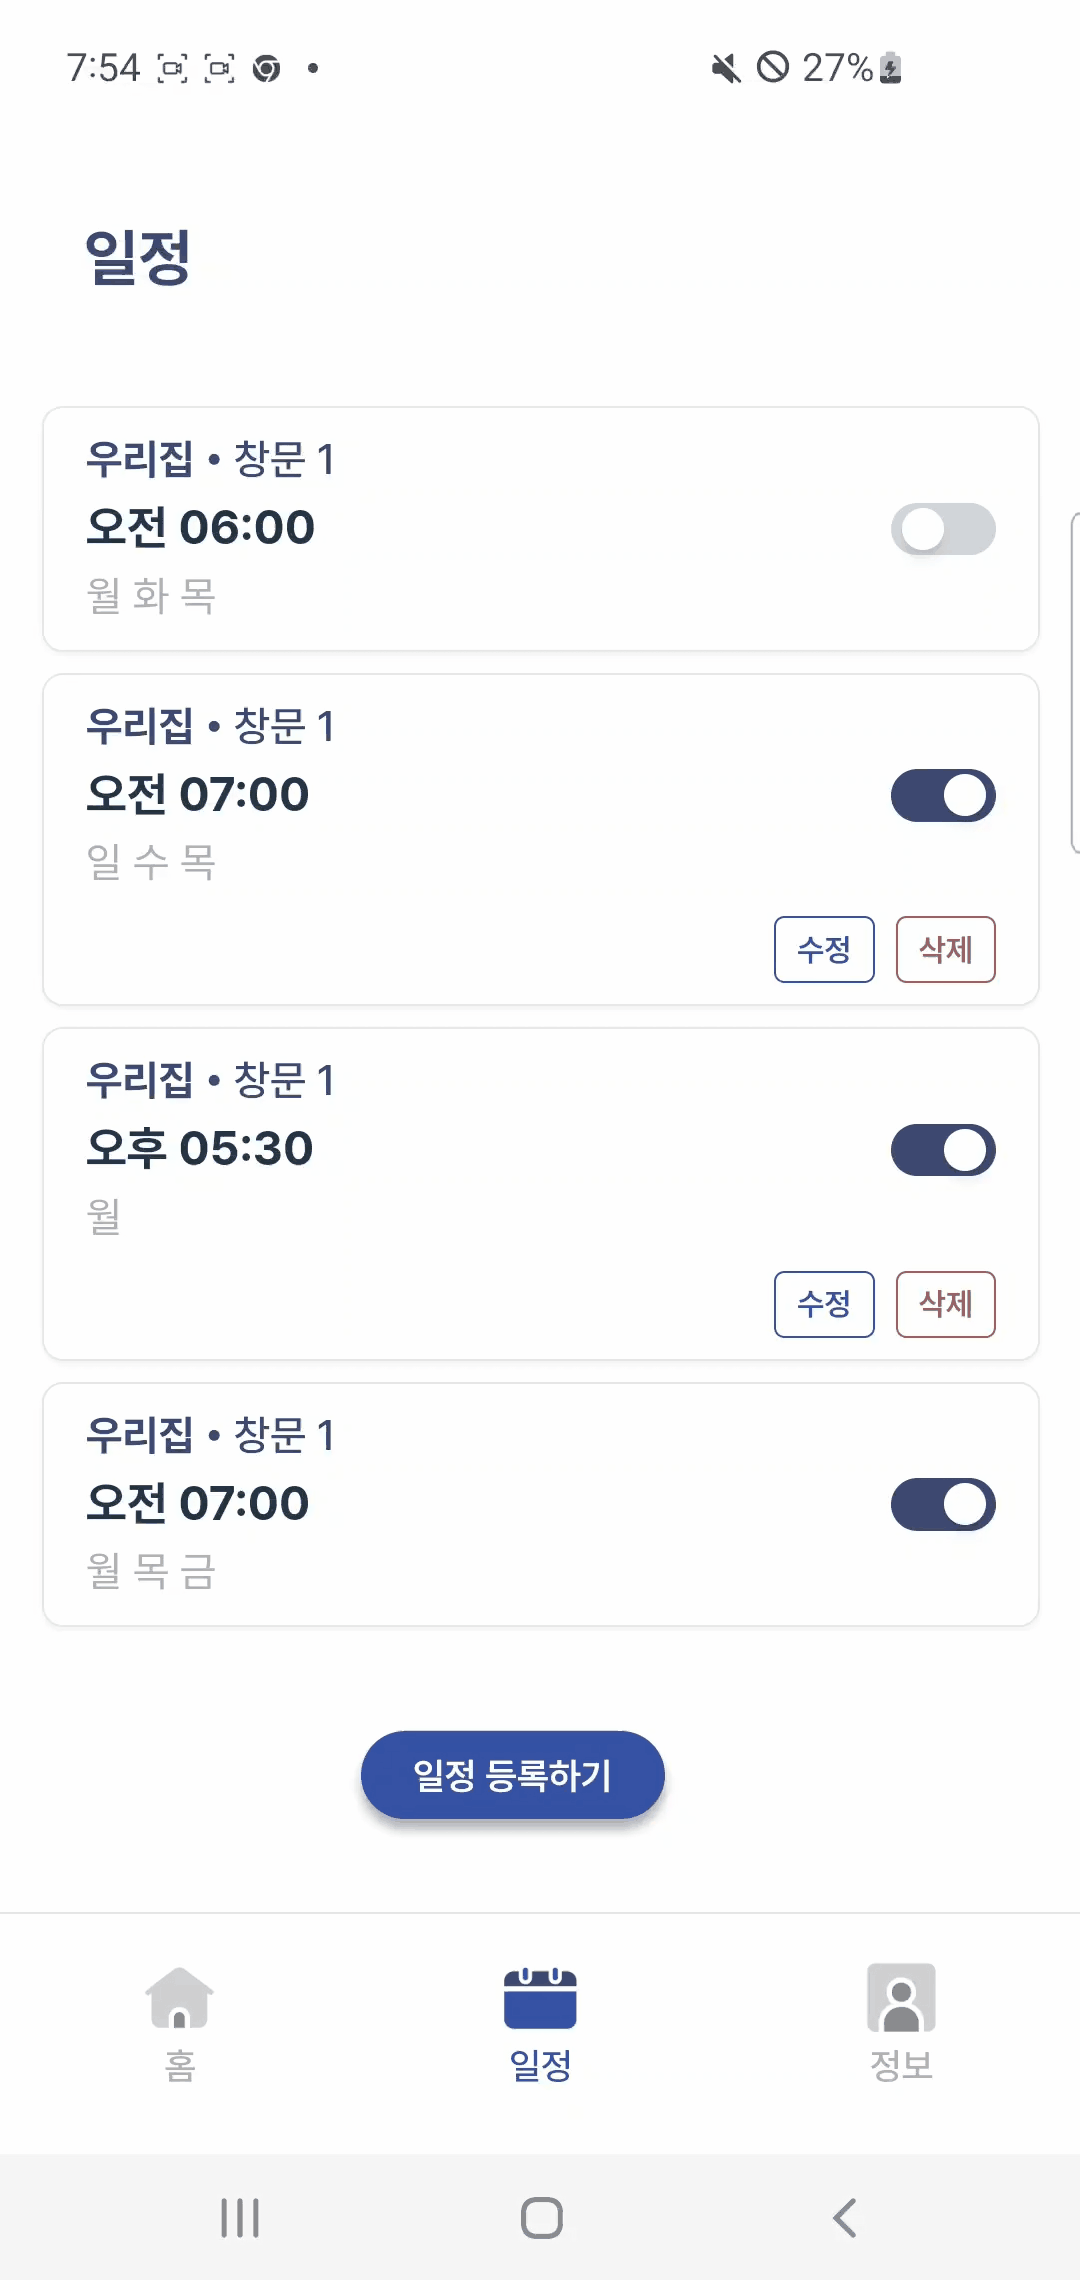 7:54 27%
일정
우리집 • 창문 1
오전 06:00
월 화 목
우리집 • 창문 1
오전 07:00
일 수 목
수정 삭제
우리집 • 창문 1
오후 05:30
월
수정 삭제
우리집 • 창문 1
오전 07:00
월 목 금
일정 등록하기
홈 일정 정보